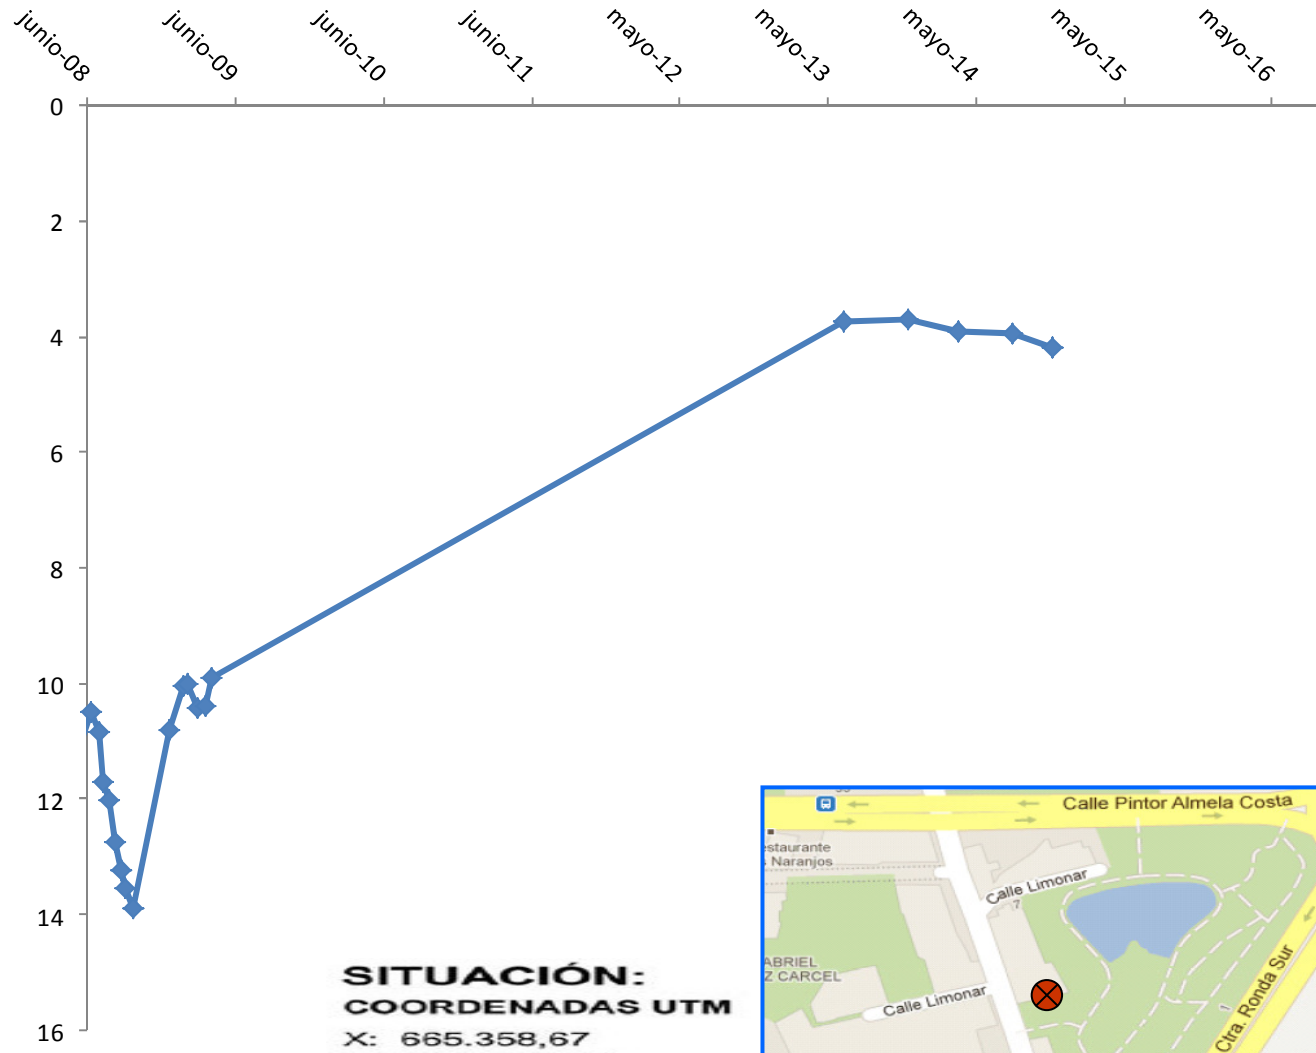 junio-08
junio-09
junio-10
junio-11
mayo-12
mayo-13
mayo-14
mayo-15
mayo-16
0
2
4
6
8
10
12
14
16
SITUACIÓN:
COORDENADAS UTM
X: 665.358,67
Calle Pintor Almela Costa
estaurante
s Naranjos
Calle Limonar
7
ABRIEL
Z CARCEL
Calle Limonar
Ctra. Ronda Sur